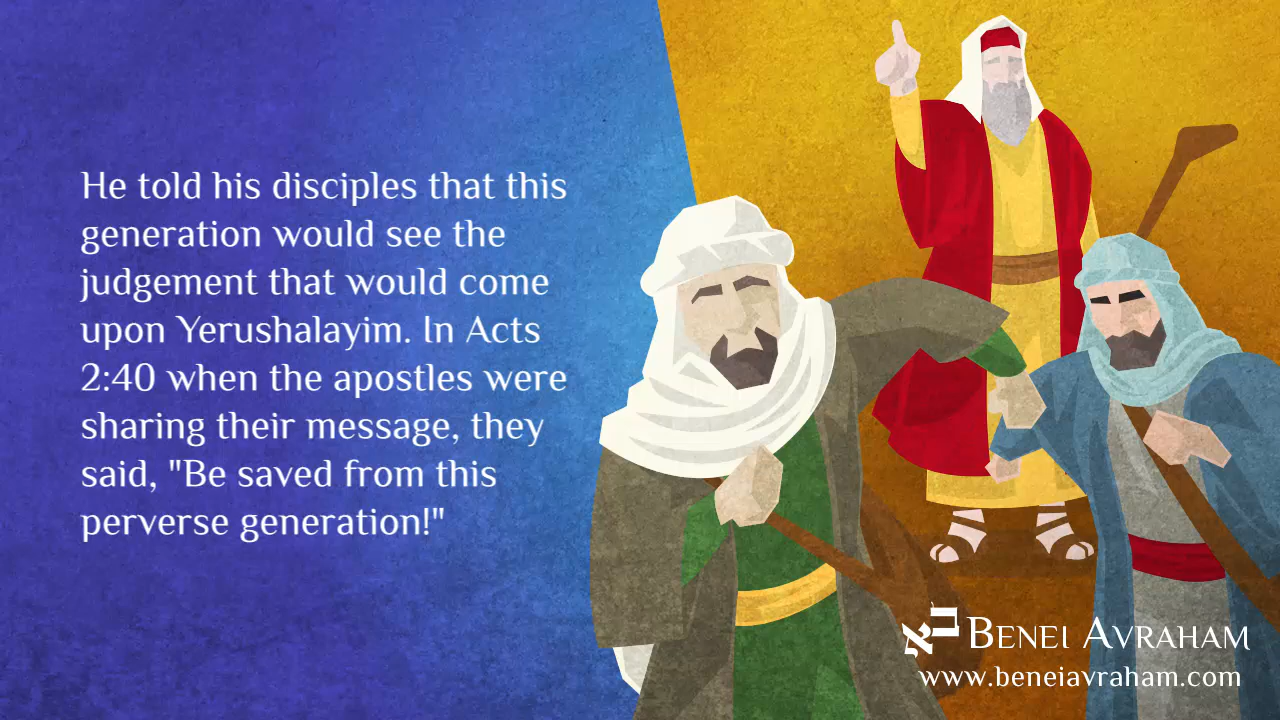 He told his disciples that this
generation would see the
judgement that would come
upon Yerushalayim. In Acts
2:40 when the apostles were
sharing their message, they
said, "Be saved from this
perverse generation!"
בא Benei Avraham
www.beneiavraham.com